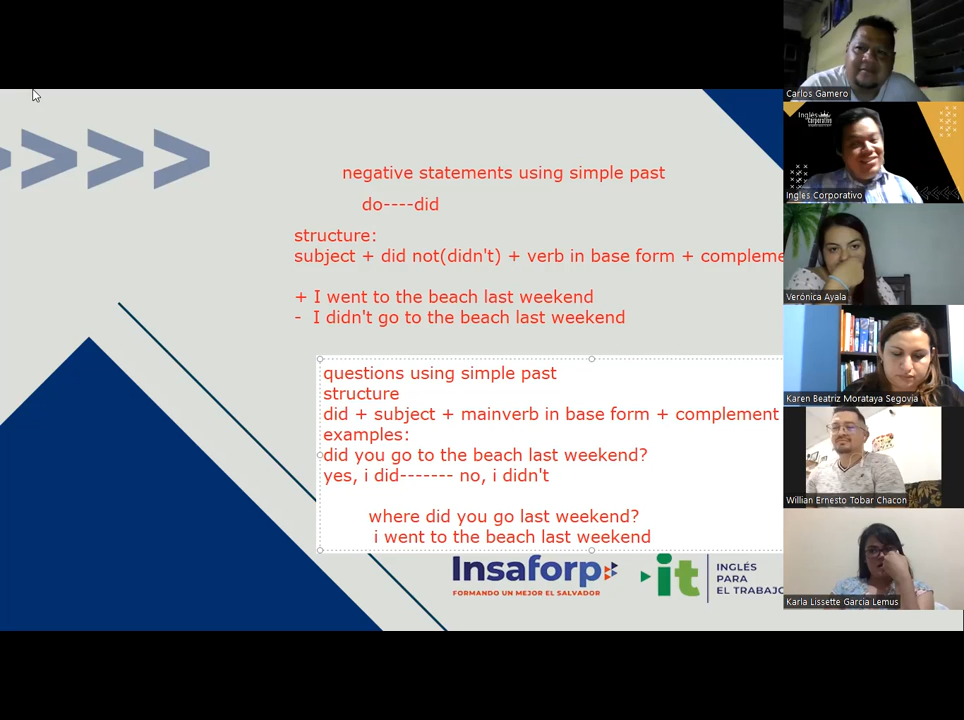 negative statements using simple past
do----did
structure:
subject + did not(didn't) + verb in base form + compleme
+ I went to the beach last weekend
- I didn't go to the beach last weekend
questions using simple past
structure
did + subject + mainverb in base form + complement
examples:
did you go to the beach last weekend?
yes, i did------- no, i didn't
where did you go last weekend?
i went to the beach last weekend
Insaforp
FORMANDO UN MEJOR EL SALVADOR
it
INGLÉS
PARA
EL TRABAJO
Carlos Gamero
Inglés
Corporativo
Inglés Corporativo
Verónica Ayala
Karen Beatriz Morataya Segovia
Willian Ernesto Tobar Chacon
Karla Lissette Garcia Lemus